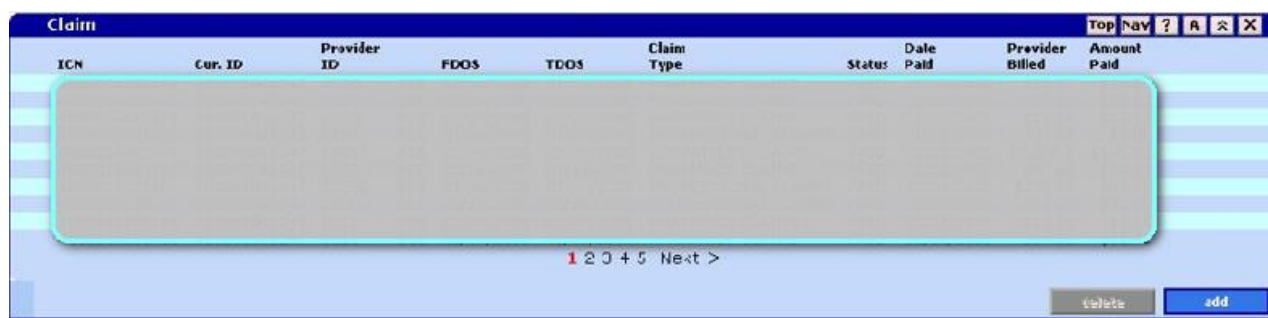 Claim Top Nav ? A X
Provider Claim Date Provider Amount
ICN Cur. ID ID FDOS TDOS Type Status Paid Billed Paid
1 2 3 4 5 Next >
delete add